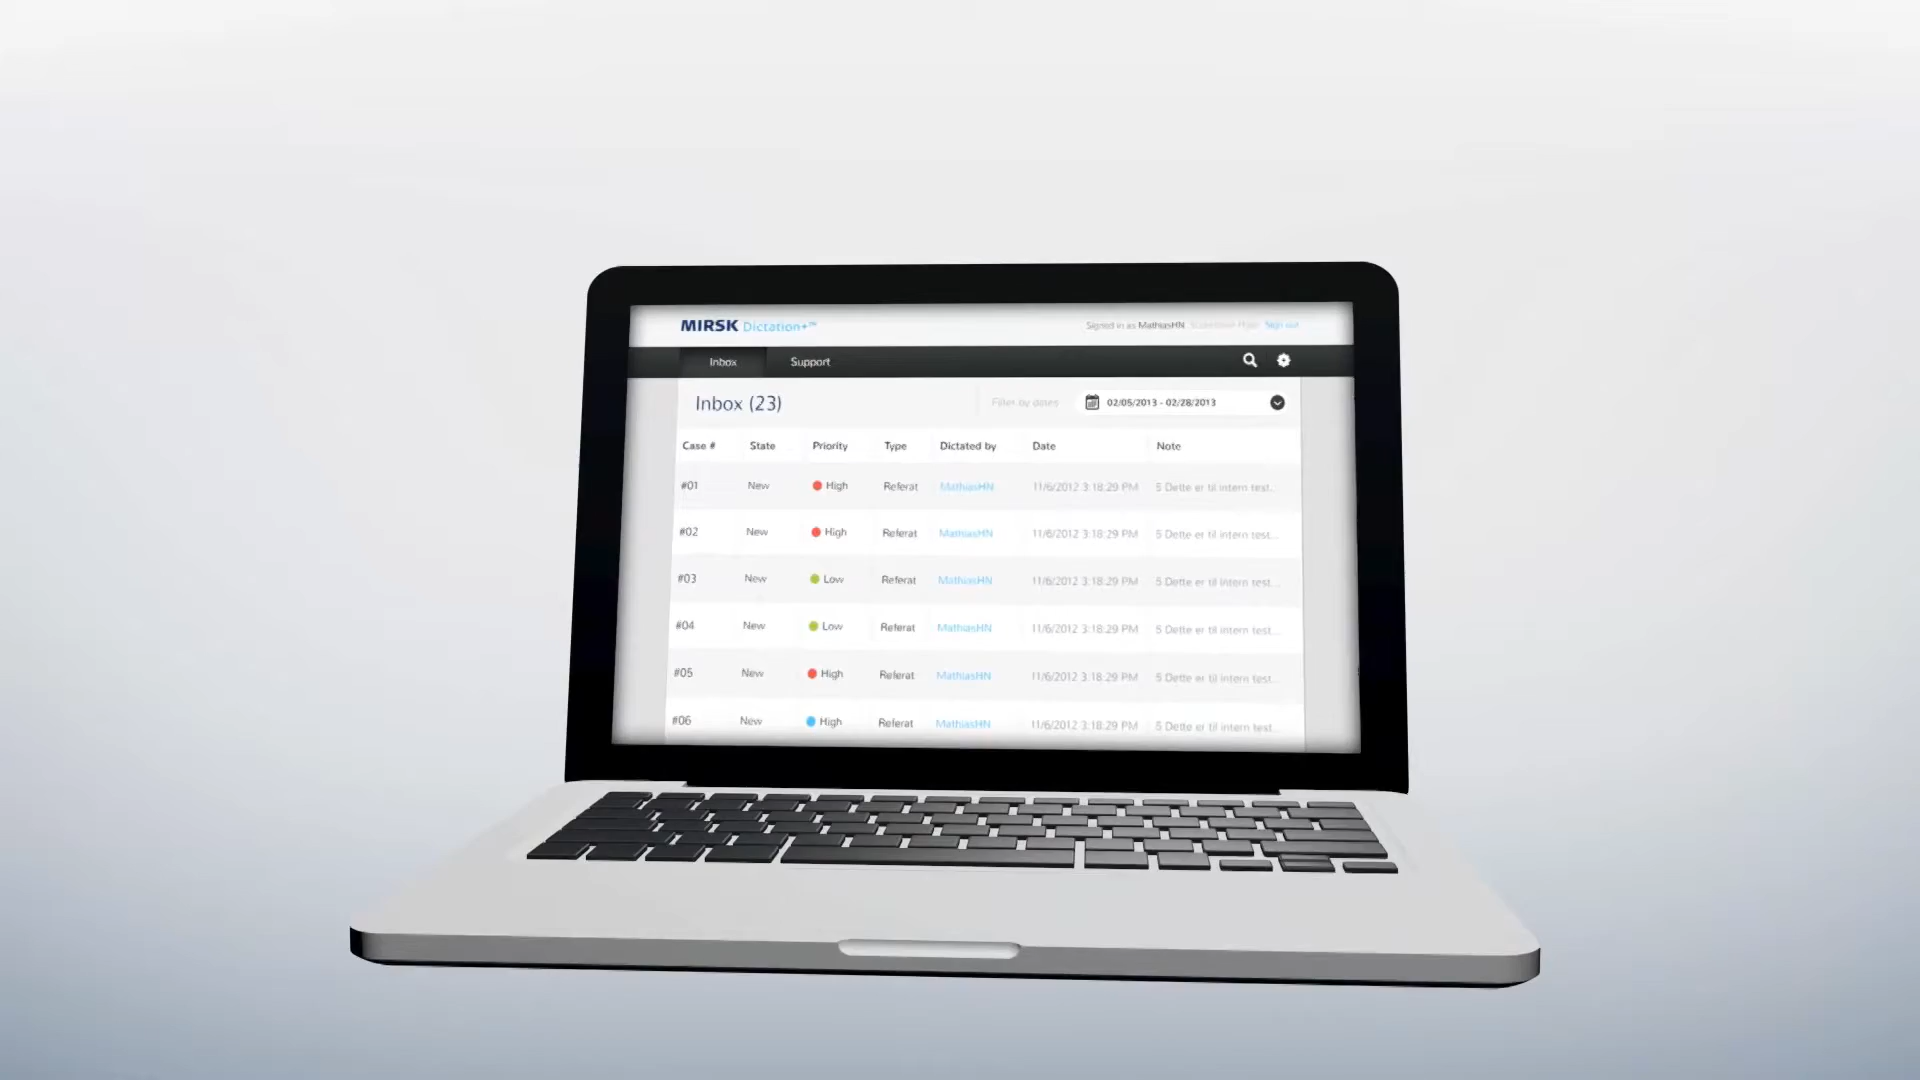 MIRSK Dictation+™
Signed in as MathiasHN Sign out
Inbox Support
Inbox (23)
Filter by dates 02/05/2013 - 02/28/2013
Case # State Priority Type Dictated by Date Note
#01 New High Referat MathiasHN 11/6/2012 3:18:29 PM 5 Dette er til intern test...
#02 New High Referat MathiasHN 11/6/2012 3:18:29 PM 5 Dette er til intern test...
#03 New Low Referat MathiasHN 11/6/2012 3:18:29 PM 5 Dette er til intern test...
#04 New Low Referat MathiasHN 11/6/2012 3:18:29 PM 5 Dette er til intern test...
#05 New High Referat MathiasHN 11/6/2012 3:18:29 PM 5 Dette er til intern test...
#06 New High Referat MathiasHN 11/6/2012 3:18:29 PM 5 Dette er til intern test...